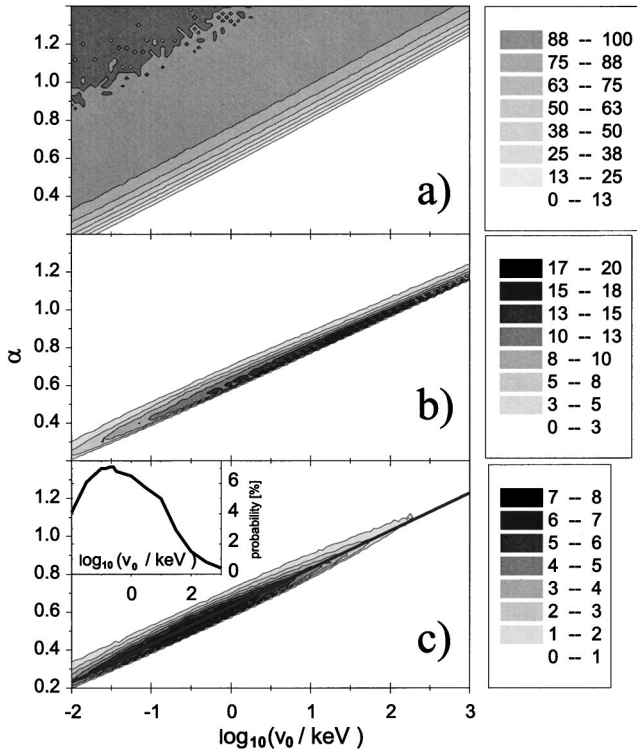 1.2
1.0
0.8
0.6
0.4
a)
88 -- 100
75 -- 88
63 -- 75
50 -- 63
38 -- 50
25 -- 38
13 -- 25
0 -- 13
1.2
1.0
0.8
0.6
0.4
α
b)
17 -- 20
15 -- 18
13 -- 15
10 -- 13
8 -- 10
5 -- 8
3 -- 5
0 -- 3
1.2
1.0
0.8
0.6
0.4
0.2
6
4
2
0
probability [%]
log10(v0 / keV)
0 2
c)
7 -- 8
6 -- 7
5 -- 6
4 -- 5
3 -- 4
2 -- 3
1 -- 2
0 -- 1
-2 -1 0 1 2 3
log10(v0 / keV)